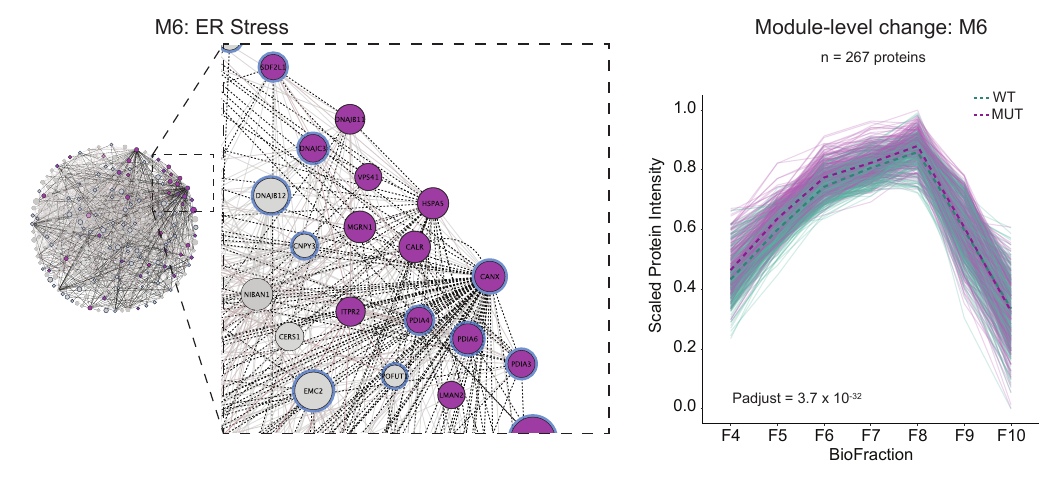 M6: ER Stress
SDF2L1
DNAJB11
DNAJC3
VPS41
DNAJB12
HSPA5
MGRN1
CNPY3
CALR
CANX
NIBAN1
ITPR2
PDIA4
CERS1
PDIA6
PDIA3
POFUT1
EMC2
LMAN2
Module-level change: M6
n = 267 proteins
WT
MUT
Scaled Protein Intensity
1.0
0.8
0.6
0.4
0.2
0.0
Padjust = 3.7 x 10-32
F4 F5 F6 F7 F8 F9 F10
BioFraction